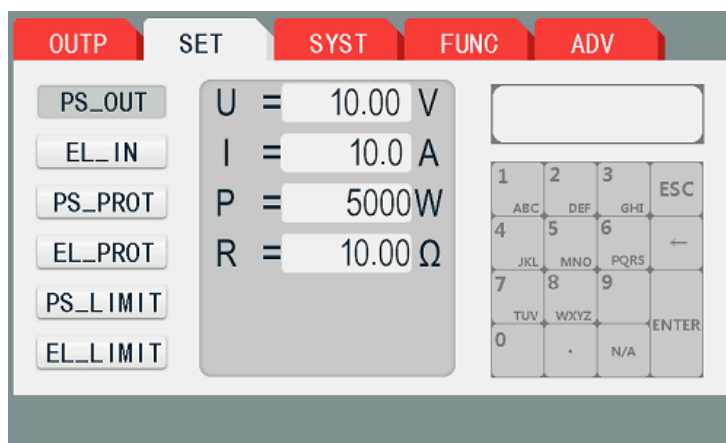 OUTP SET SYST FUNC ADV
PS_OUT
EL_IN
PS_PROT
EL_PROT
PS_LIMIT
EL_LIMIT
U = 10.00 V
I = 10.0 A
P = 5000W
R = 10.00 Ω
1 ABC 2 DEF 3 GHI ESC
4 JKL 5 MNO 6 PQRS ←
7 TUV 8 WXYZ 9
0 . N/A ENTER